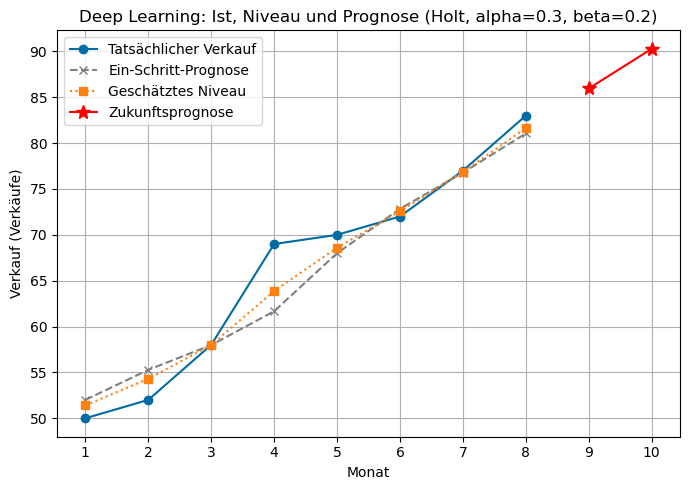 Deep Learning: Ist, Niveau und Prognose (Holt, alpha=0.3, beta=0.2)
Tatsächlicher Verkauf
Ein-Schritt-Prognose
Geschätztes Niveau
Zukunftsprognose
Verkauf (Verkäufe)
90
85
80
75
70
65
60
55
50
1 2 3 4 5 6 7 8 9 10
Monat